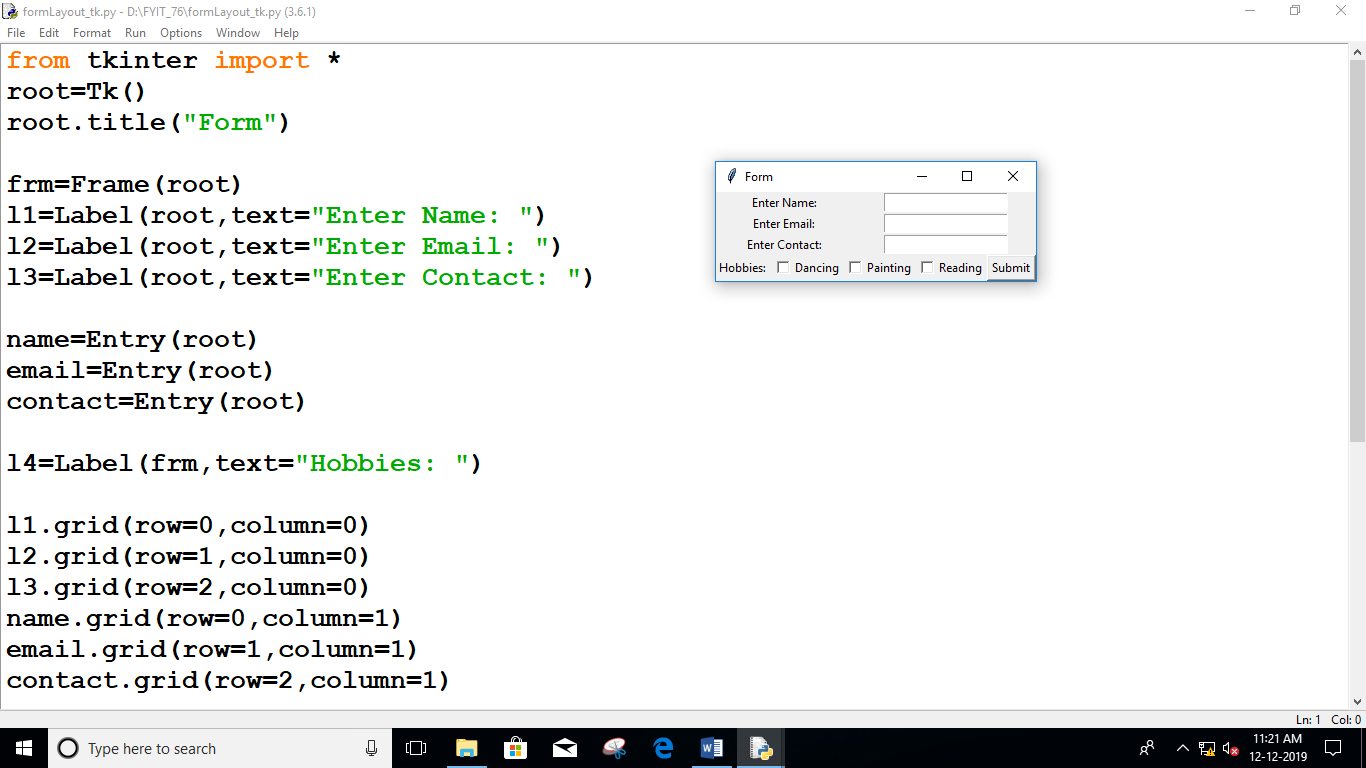 formLayout_tk.py - D:\FYIT_76\formLayout_tk.py (3.6.1)
File Edit Format Run Options Window Help
from tkinter import *
root=Tk()
root.title("Form")
frm=Frame(root)
l1=Label(root,text="Enter Name: ")
l2=Label(root,text="Enter Email: ")
l3=Label(root,text="Enter Contact: ")
name=Entry(root)
email=Entry(root)
contact=Entry(root)
l4=Label(frm,text="Hobbies: ")
l1.grid(row=0,column=0)
l2.grid(row=1,column=0)
l3.grid(row=2,column=0)
name.grid(row=0,column=1)
email.grid(row=1,column=1)
contact.grid(row=2,column=1)
Form
Enter Name:
Enter Email:
Enter Contact:
Hobbies: Dancing Painting Reading Submit
Ln: 1 Col: 0
Type here to search
11:21 AM
12-12-2019